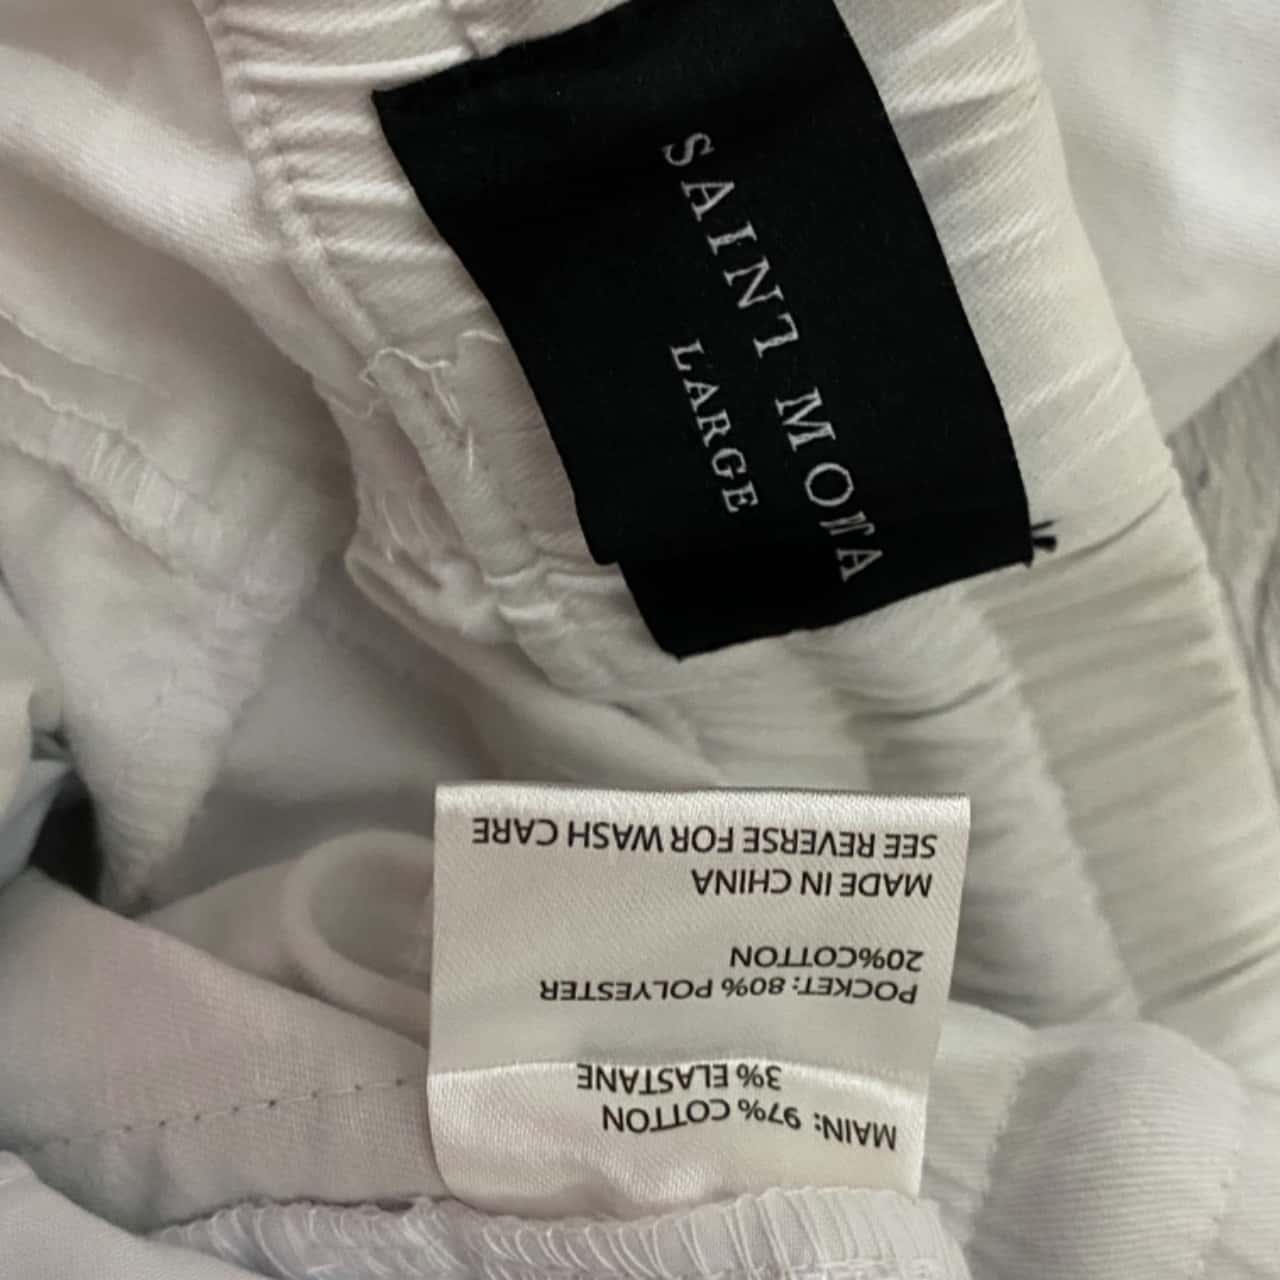 SAINT MOTTA
LARGE
MAIN: 97% COTTON
3% ELASTANE
POCKET: 80% POLYESTER
20%COTTON
MADE IN CHINA
SEE REVERSE FOR WASH CARE